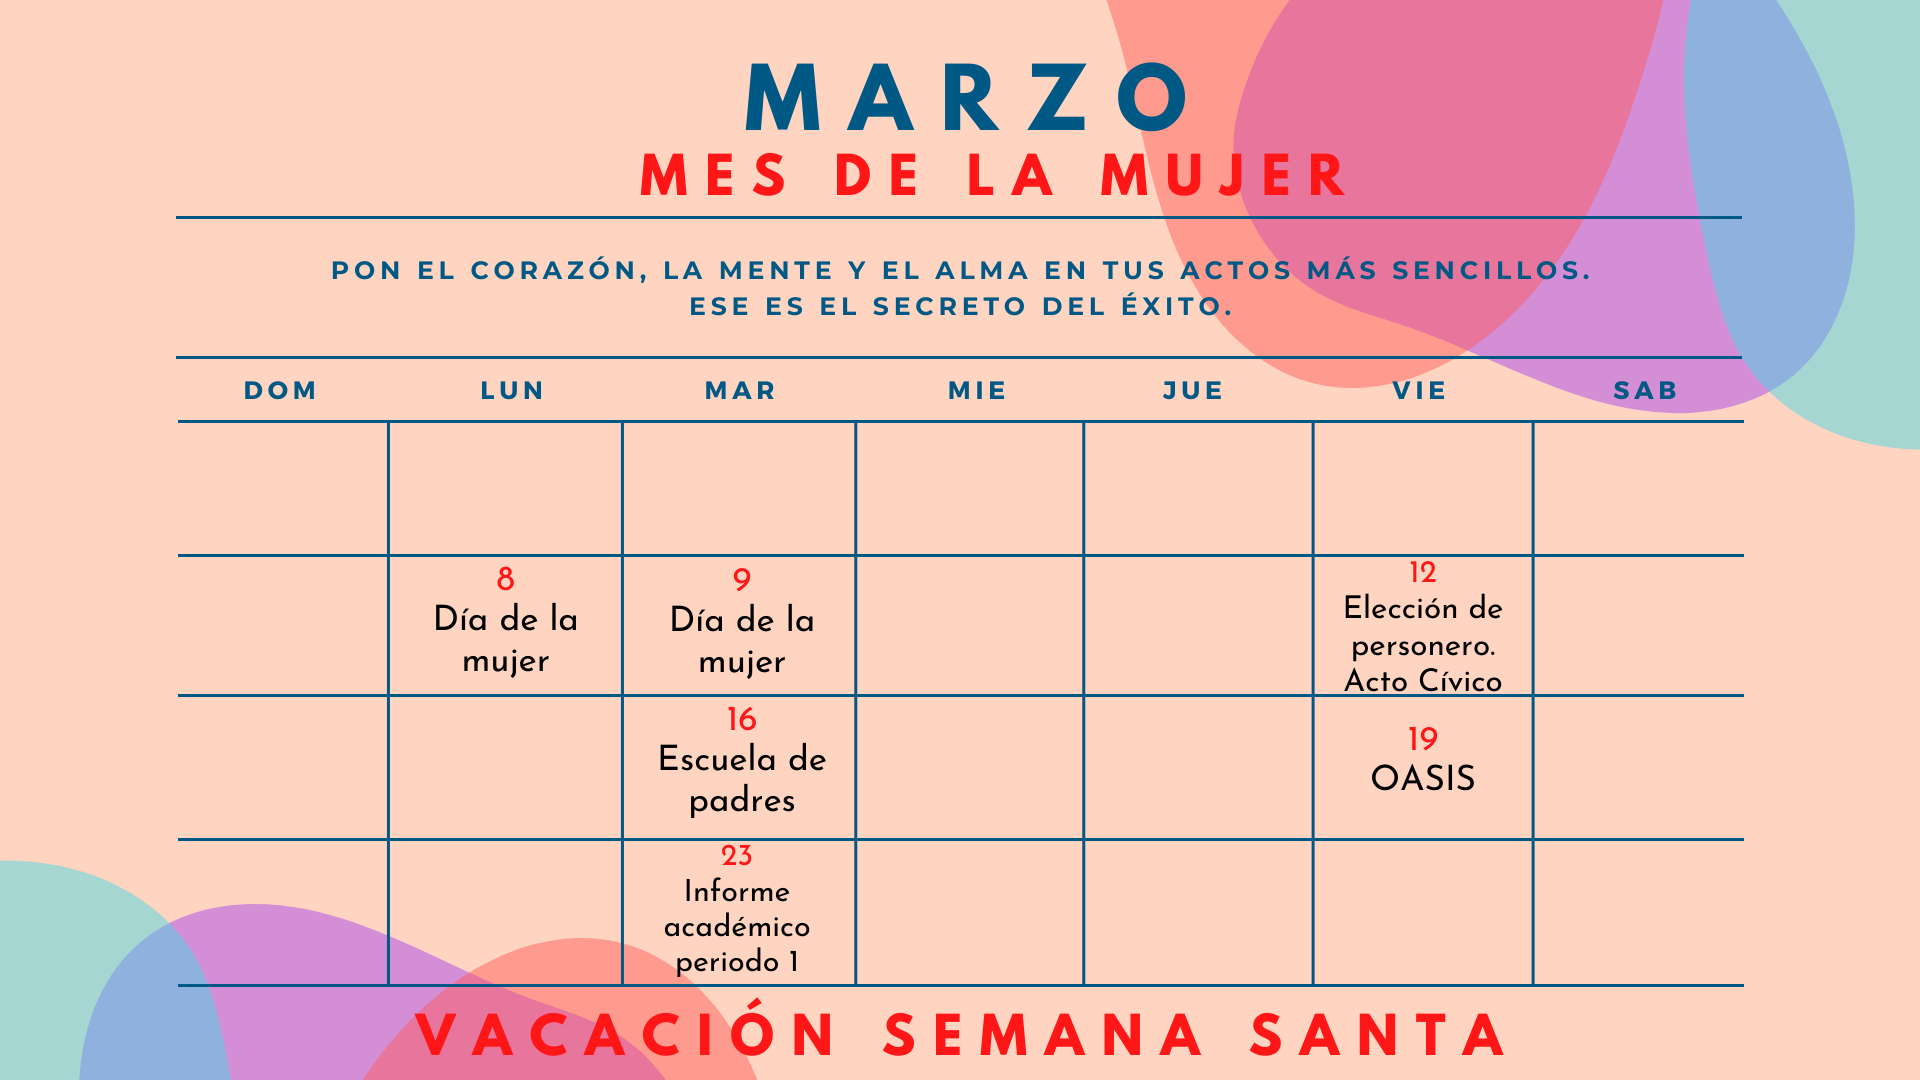 MARZO
MES DE LA MUJER
PON EL CORAZÓN, LA MENTE Y EL ALMA EN TUS ACTOS MÁS SENCILLOS.
ESE ES EL SECRETO DEL ÉXITO.
DOM LUN MAR MIE JUE VIE SAB
8
Día de la
mujer
9
Día de la
mujer
12
Elección de
personero.
Acto Cívico
16
Escuela de
padres
19
OASIS
23
Informe
académico
periodo 1
VACACIÓN SEMANA SANTA